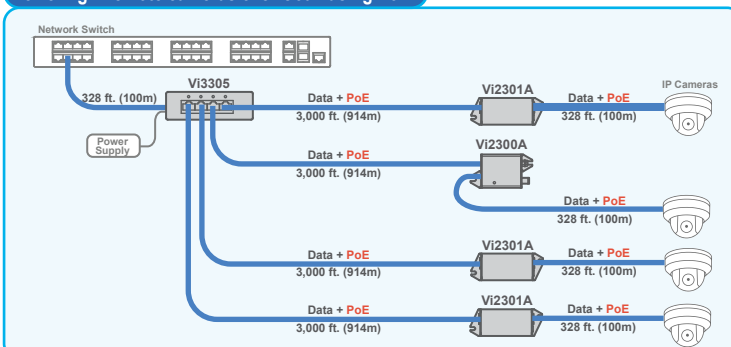 Network Switch
Vi3305
328 ft. (100m)
Power
Supply
Data + PoE
3,000 ft. (914m)
Vi2301A
Data + PoE
328 ft. (100m)
IP Cameras
Data + PoE
3,000 ft. (914m)
Vi2300A
Data + PoE
328 ft. (100m)
Data + PoE
3,000 ft. (914m)
Vi2301A
Data + PoE
328 ft. (100m)
Data + PoE
3,000 ft. (914m)
Vi2301A
Data + PoE
328 ft. (100m)